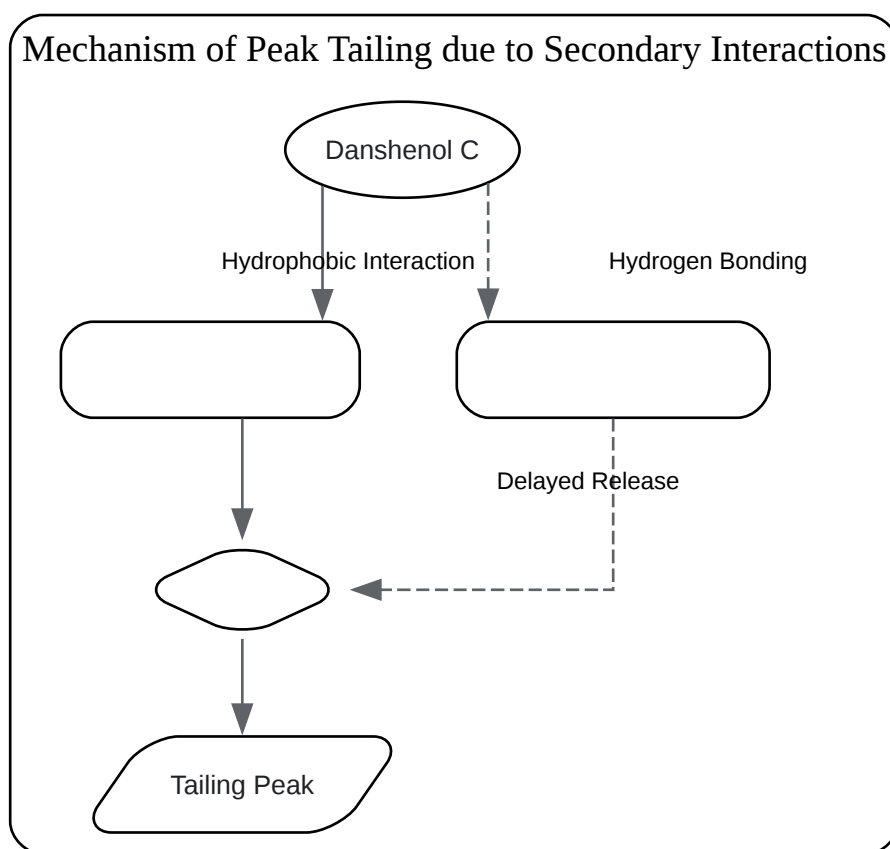 Mechanism of Peak Tailing due to Secondary Interactions
Danshenol C
Hydrophobic Interaction
Hydrogen Bonding
Delayed Release
Tailing Peak